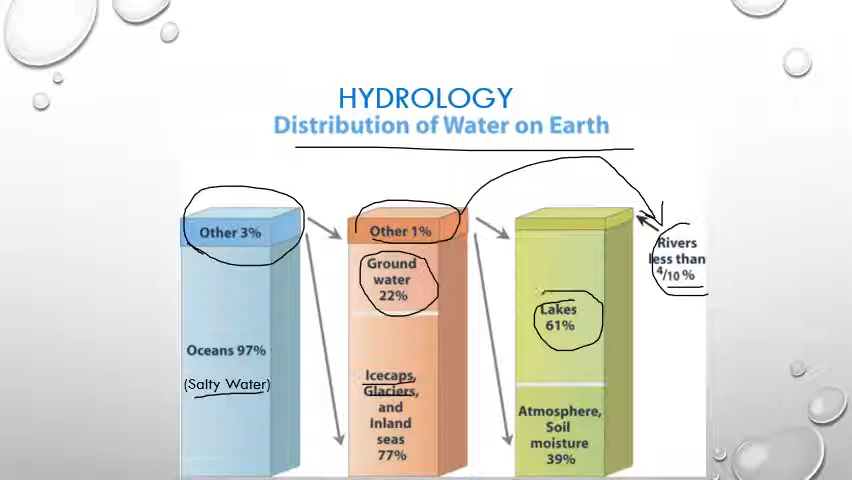 HYDROLOGY
Distribution of Water on Earth
Other 3%
Oceans 97%
(Salty Water)
Other 1%
Ground
water
22%
Icecaps,
Glaciers,
and
Inland
seas
77%
Lakes
61%
Atmosphere,
Soil
moisture
39%
Rivers
less than
4/10 %